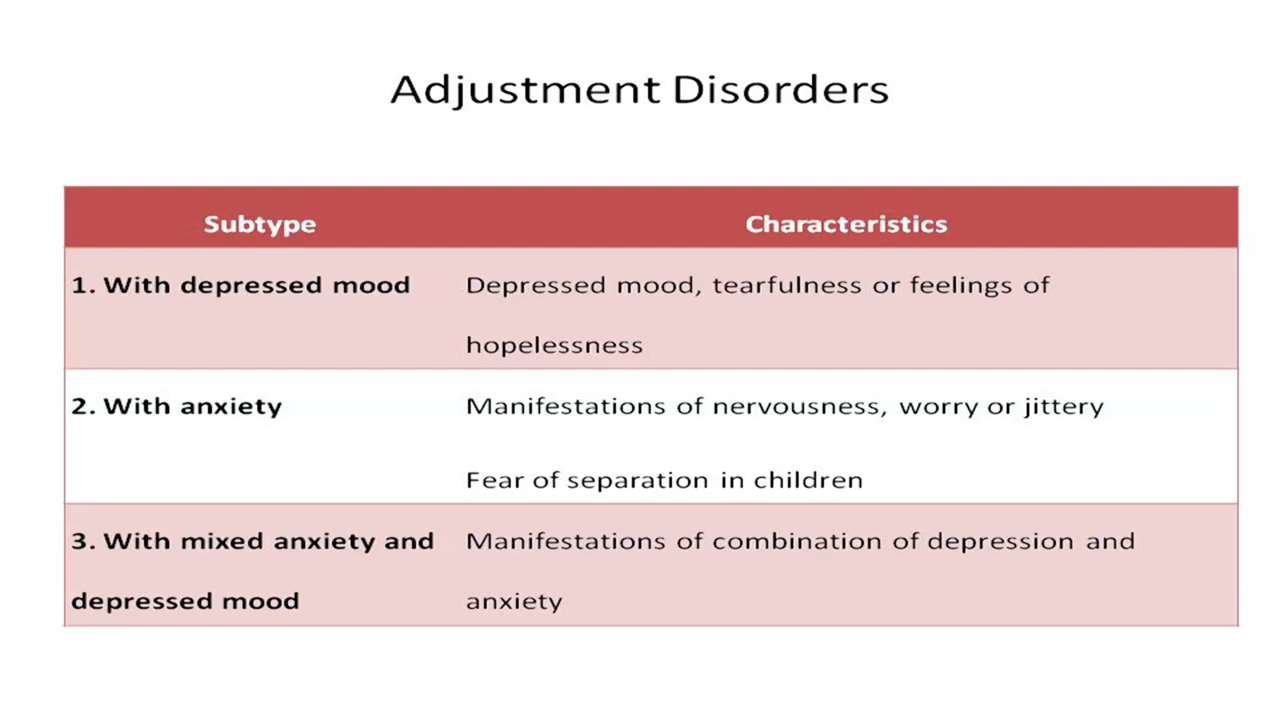 Adjustment Disorders
Subtype Characteristics
1. With depressed mood Depressed mood, tearfulness or feelings of
hopelessness
2. With anxiety Manifestations of nervousness, worry or jittery
Fear of separation in children
3. With mixed anxiety and Manifestations of combination of depression and
depressed mood anxiety